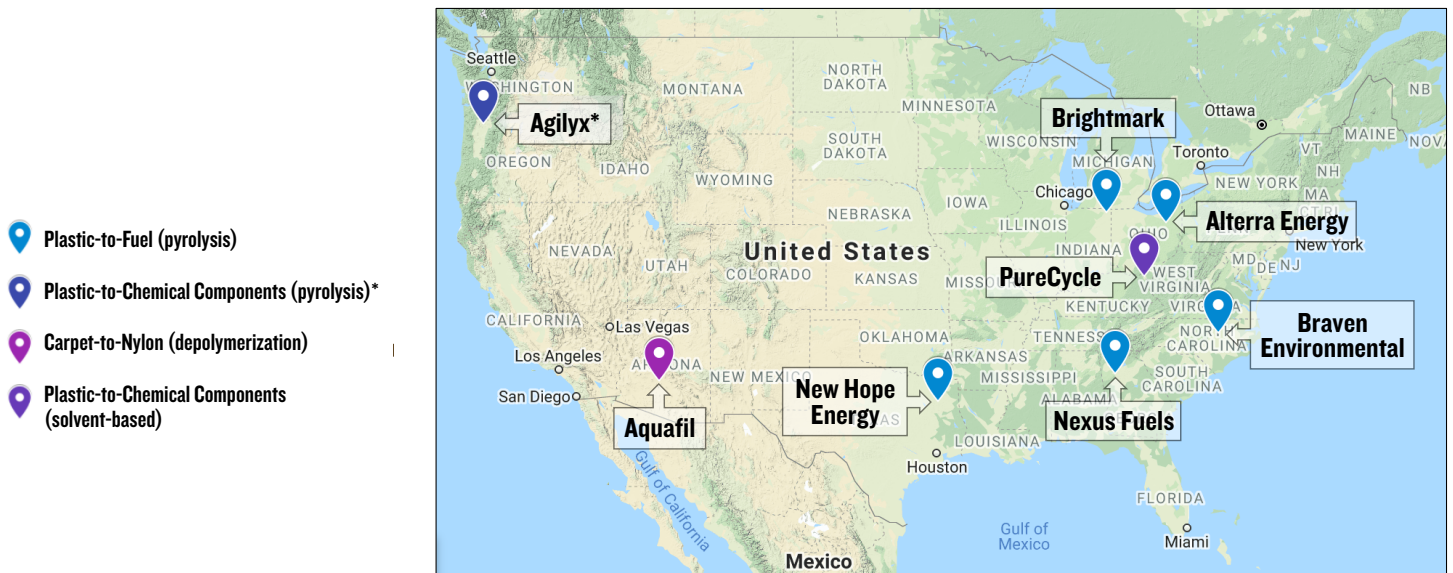 Plastic-to-Fuel (pyrolysis)
Plastic-to-Chemical Components (pyrolysis)*
Carpet-to-Nylon (depolymerization)
Plastic-to-Chemical Components
(solvent-based)
Seattle
WASHINGTON
Agilyx*
OREGON
IDAHO
MONTANA
NORTH
DAKOTA
MINNESOTA
SOUTH
DAKOTA
WISCONSIN
Brightmark
MICHIGAN
Ottawa
Toronto
NB
MAINE
VT
NH
NEW YORK
MA
CT RI
New York
WYOMING
Chicago
IOWA
NEBRASKA
ILLINOIS
INDIANA
OHIO
Alterra Energy
NEVADA
UTAH
COLORADO
United States
KANSAS
PureCycle
WEST
VIRGINIA
MD
DE
NJ
KENTUCKY
CALIFORNIA
Las Vegas
Los Angeles
San Diego
NEW MEXICO
OKLAHOMA
ARKANSAS
MISSISSIPPI
NORTH
CAROLINA
Braven
Environmental
SOUTH
CAROLINA
ALABAMA
Aquafil
New Hope
Energy
Nexus Fuels
LOUISIANA
Houston
Gulf of California
FLORIDA
Gulf of
Mexico
Miami
Mexico